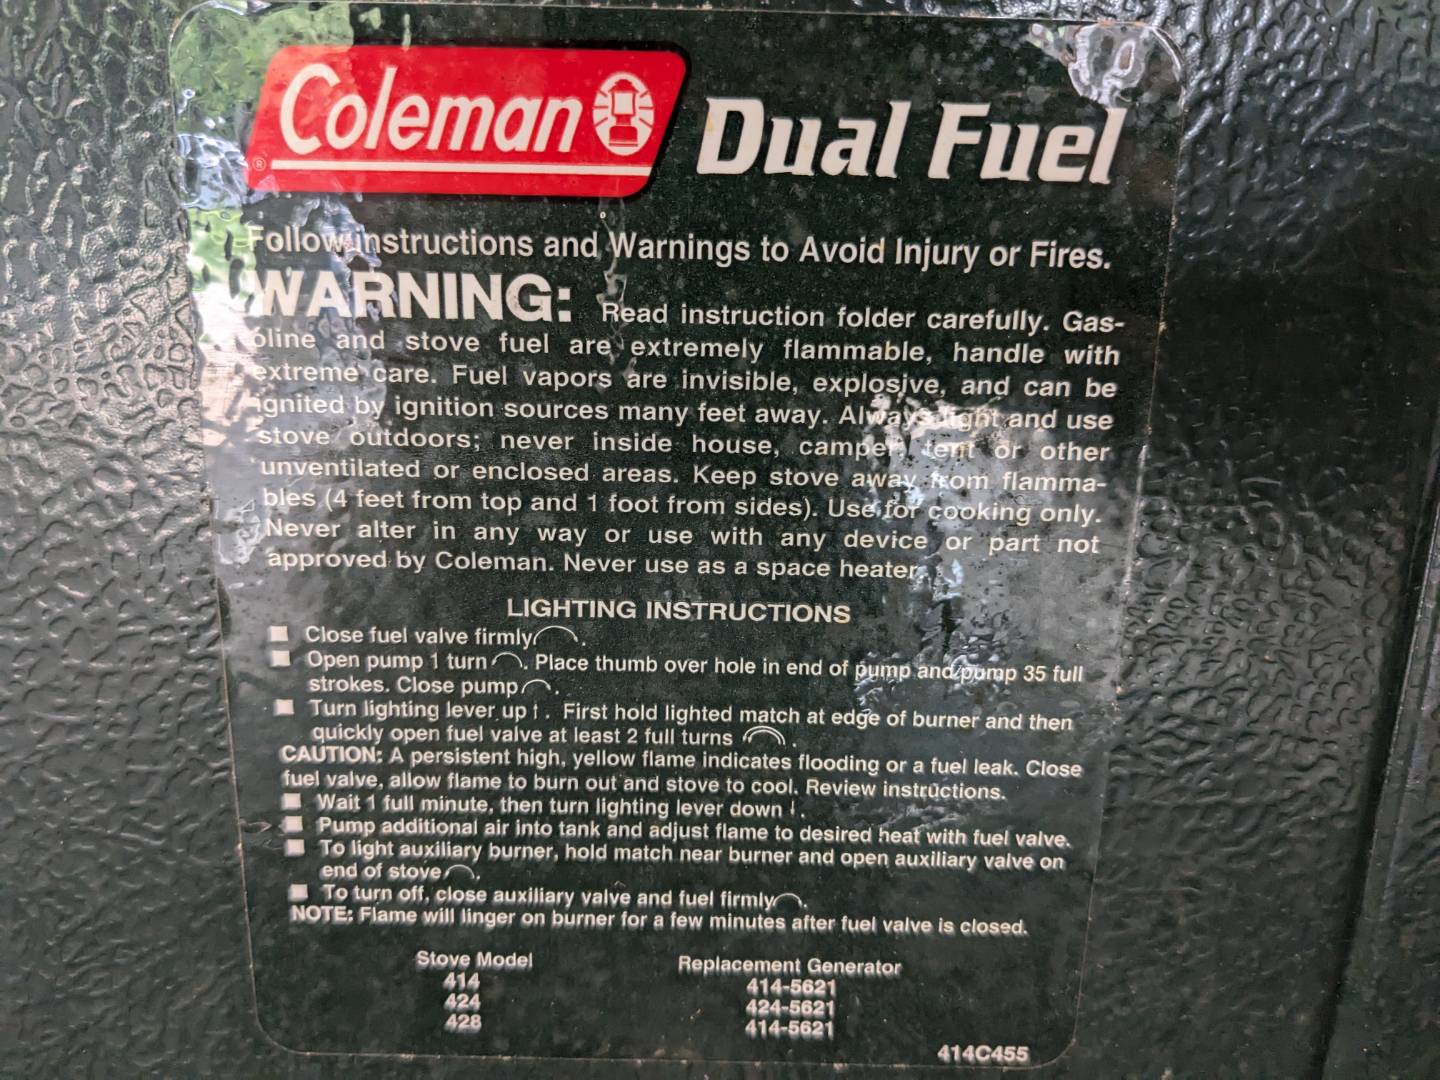 Coleman ® Dual Fuel
Follow instructions and Warnings to Avoid Injury or Fires.
WARNING: Read instruction folder carefully. Gas-
oline and stove fuel are extremely flammable, handle with
extreme care. Fuel vapors are invisible, explosive, and can be
ignited by ignition sources many feet away. Always light and use
stove outdoors; never inside house, camper, tent or other
unventilated or enclosed areas. Keep stove away from flamma-
bles (4 feet from top and 1 foot from sides). Use for cooking only.
Never alter in any way or use with any device or part not
approved by Coleman. Never use as a space heater.
LIGHTING INSTRUCTIONS
■ Close fuel valve firmly.
■ Open pump 1 turn. Place thumb over hole in end of pump and pump 35 full
strokes. Close pump.
■ Turn lighting lever up ↑. First hold lighted match at edge of burner and then
quickly open fuel valve at least 2 full turns.
CAUTION: A persistent high, yellow flame indicates flooding or a fuel leak. Close
fuel valve, allow flame to burn out and stove to cool. Review instructions.
■ Wait 1 full minute, then turn lighting lever down ↓.
■ Pump additional air into tank and adjust flame to desired heat with fuel valve.
■ To light auxiliary burner, hold match near burner and open auxiliary valve on
end of stove.
■ To turn off, close auxiliary valve and fuel firmly.
NOTE: Flame will linger on burner for a few minutes after fuel valve is closed.
Stove Model Replacement Generator
414 414-5621
424 424-5621
428 414-5621
414C455